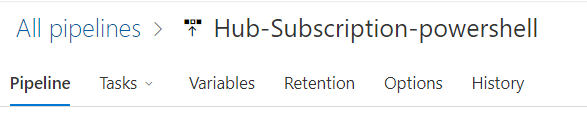 All pipelines > Hub-Subscription-powershell
Pipeline Tasks Variables Retention Options History